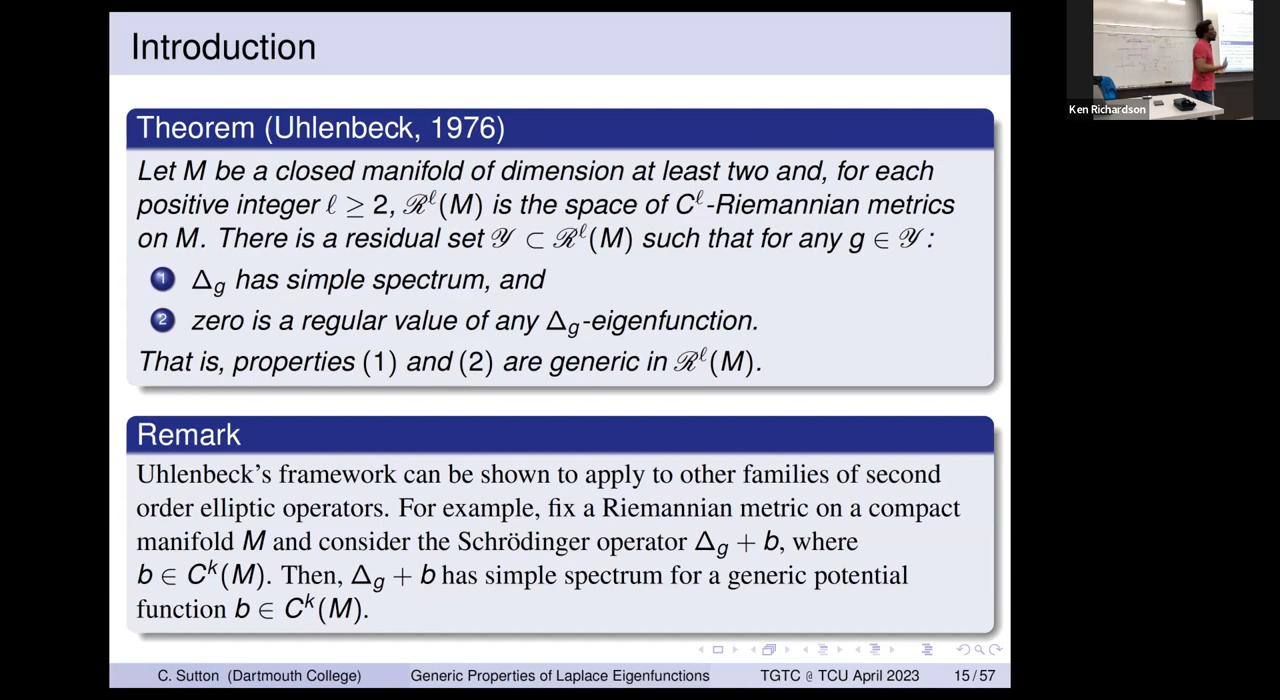 Introduction
Theorem (Uhlenbeck, 1976)
Let M be a closed manifold of dimension at least two and, for each
positive integer ℓ ≥ 2, ℛ^ℓ(M) is the space of C^ℓ-Riemannian metrics
on M. There is a residual set 𝒴 ⊂ ℛ^ℓ(M) such that for any g ∈ 𝒴 :
1 Δ_g has simple spectrum, and
2 zero is a regular value of any Δ_g-eigenfunction.
That is, properties (1) and (2) are generic in ℛ^ℓ(M).
Remark
Uhlenbeck's framework can be shown to apply to other families of second
order elliptic operators. For example, fix a Riemannian metric on a compact
manifold M and consider the Schrödinger operator Δ_g + b, where
b ∈ C^k(M). Then, Δ_g + b has simple spectrum for a generic potential
function b ∈ C^k(M).
C. Sutton (Dartmouth College) Generic Properties of Laplace Eigenfunctions TGTC @ TCU April 2023 15/57
Ken Richardson